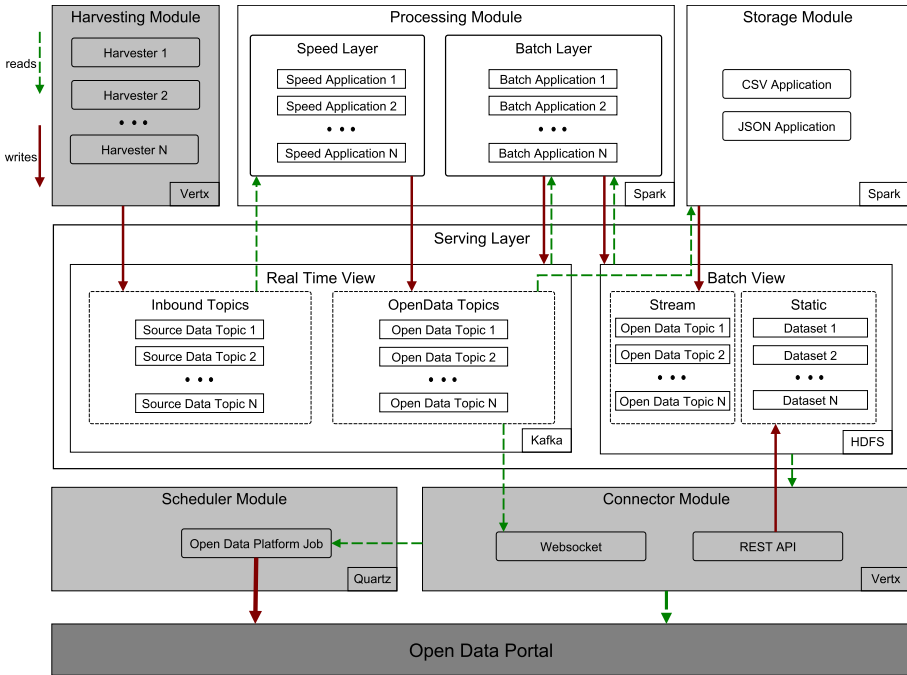 Harvesting Module
Harvester 1
Harvester 2
• • •
Harvester N
Vertx
reads
writes
Processing Module
Speed Layer
Speed Application 1
Speed Application 2
• • •
Speed Application N
Batch Layer
Batch Application 1
Batch Application 2
• • •
Batch Application N
Spark
Storage Module
CSV Application
JSON Application
Spark
Serving Layer
Real Time View
Inbound Topics
Source Data Topic 1
Source Data Topic 2
• • •
Source Data Topic N
OpenData Topics
Open Data Topic 1
Open Data Topic 2
• • •
Open Data Topic N
Kafka
Batch View
Stream
Open Data Topic 1
Open Data Topic 2
• • •
Open Data Topic N
Static
Dataset 1
Dataset 2
• • •
Dataset N
HDFS
Scheduler Module
Open Data Platform Job
Quartz
Connector Module
Websocket
REST API
Vertx
Open Data Portal